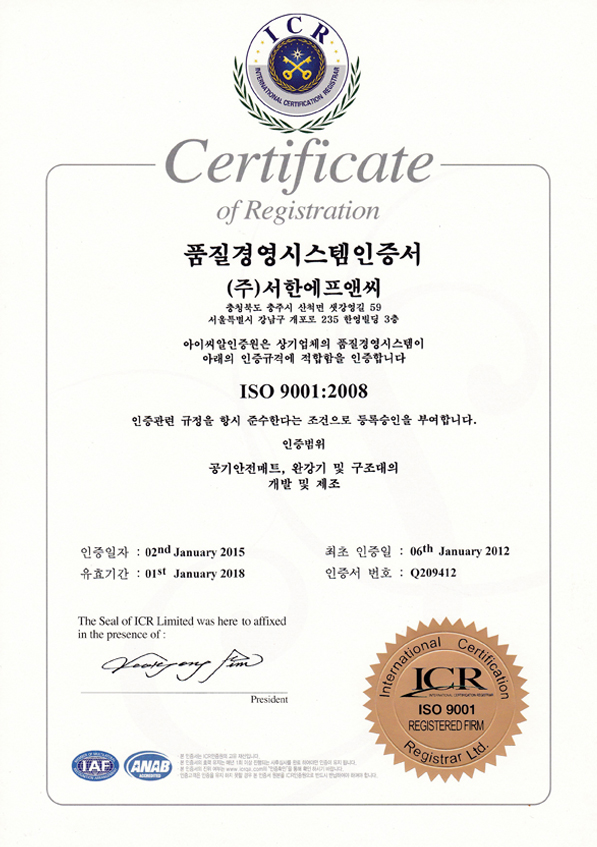 ICR
INTERNATIONAL CERTIFICATION REGISTRAR
Certificate
of Registration
품질경영시스템인증서
(주)서한에프앤씨
충청북도 충주시 산척면 샛강영길 59
서울특별시 강남구 개포로 235 한영빌딩 3층
아이씨알인증원은 상기업체의 품질경영시스템이
아래의 인증규격에 적합함을 인증합니다
ISO 9001:2008
인증관련 규정을 항시 준수한다는 조건으로 등록승인을 부여합니다.
인증범위
공기안전매트, 완강기 및 구조대의
개발 및 제조
인증일자 : 02nd January 2015
최초 인증일 : 06th January 2012
유효기간 : 01st January 2018
인증서 번호 : Q209412
The Seal of ICR Limited was here to affixed
in the presence of :
President
International Certification
ICR
INTERNATIONAL CERTIFICATION REGISTRAR
ISO 9001
REGISTERED FIRM
Registrar Ltd.
IAF
ANAB
ACCREDITED